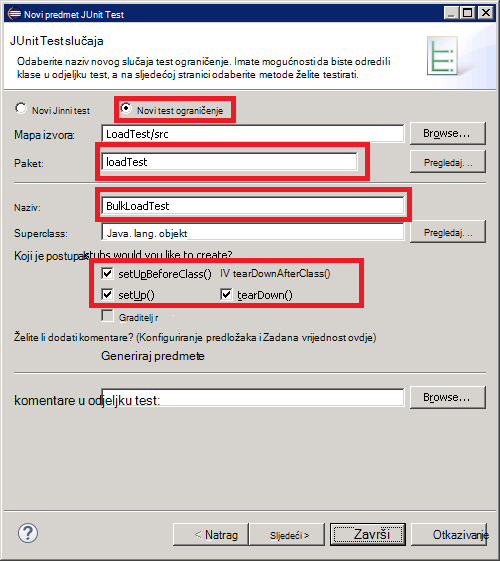 Novi predmet JUnit Test
JUnit Test slučaja
Odaberite naziv novog slučaja test ograničenje. Imate mogućnosti da biste odredili
klase u odjeljku test, a na sljedećoj stranici odaberite metode želite testirati.
Novi Jinni test
Novi test ograničenje
Mapa izvora: LoadTest/src Browse...
Paket: loadTest Pregledaj. ..
Naziv: BulkLoadTest
Superclass: Java. lang. objekt Pregledaj. ..
Koji je postupak stubs would you like to create?
setUpBeforeClass() IV tearDownAfterClass()
setUp() tearDown()
Graditelj r
Želite li dodati komentare? (Konfiguriranje predložaka i Zadana vrijednost ovdje)
Generiraj predmete
komentare u odjeljku test: Browse...
? < Natrag Sljedeći > Završi Otkazivanje